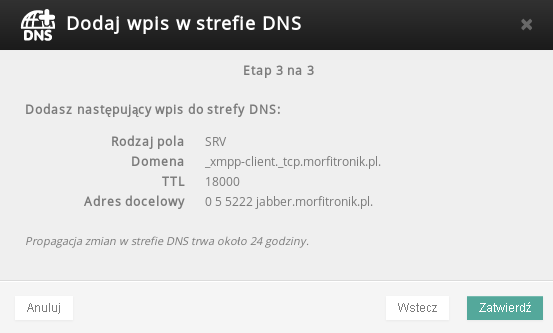 DNS Dodaj wpis w strefie DNS
Etap 3 na 3
Dodasz następujący wpis do strefy DNS:
Rodzaj pola SRV
Domena _xmpp-client._tcp.morfitronik.pl.
TTL 18000
Adres docelowy 0 5 5222 jabber.morfitronik.pl.
Propagacja zmian w strefie DNS trwa około 24 godziny.
Anuluj Wstecz Zatwierdź